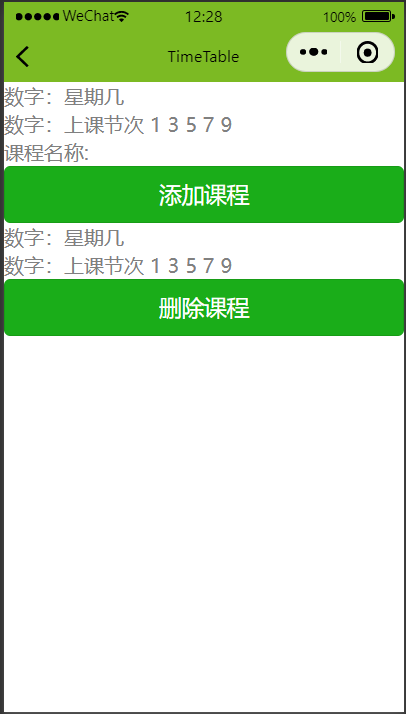 WeChat 12:28 100%
TimeTable
数字：星期几
数字：上课节次 1 3 5 7 9
课程名称:
添加课程
数字：星期几
数字：上课节次 1 3 5 7 9
删除课程